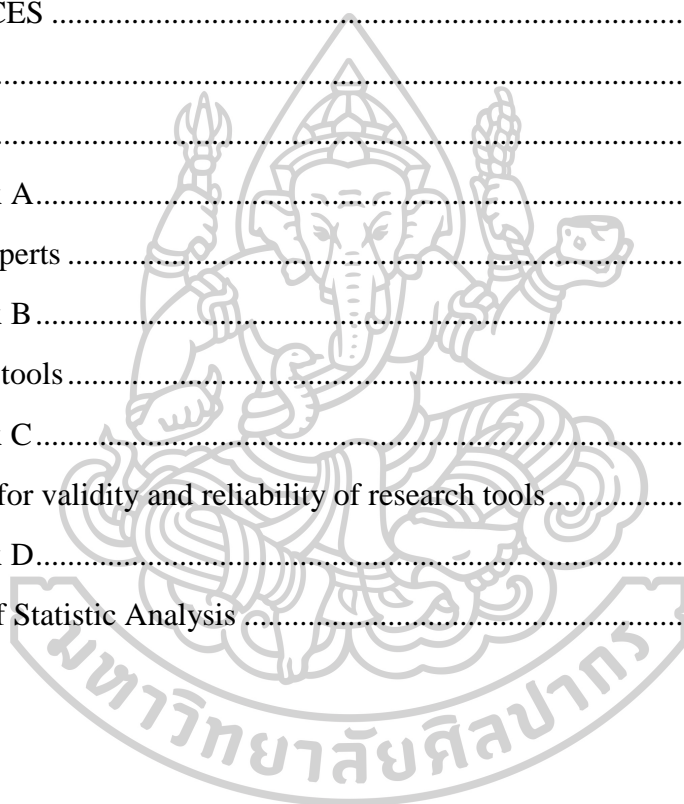 CES ....................................................................................
..........................................................................................
..........................................................................................
x A.....................................................................................
perts ..................................................................................
x B.....................................................................................
tools ...................................................................................
x C.....................................................................................
for validity and reliability of research tools ..................
x D.....................................................................................
f Statistic Analysis ..........................................................
มหาวิทยาลัยศิลปากร